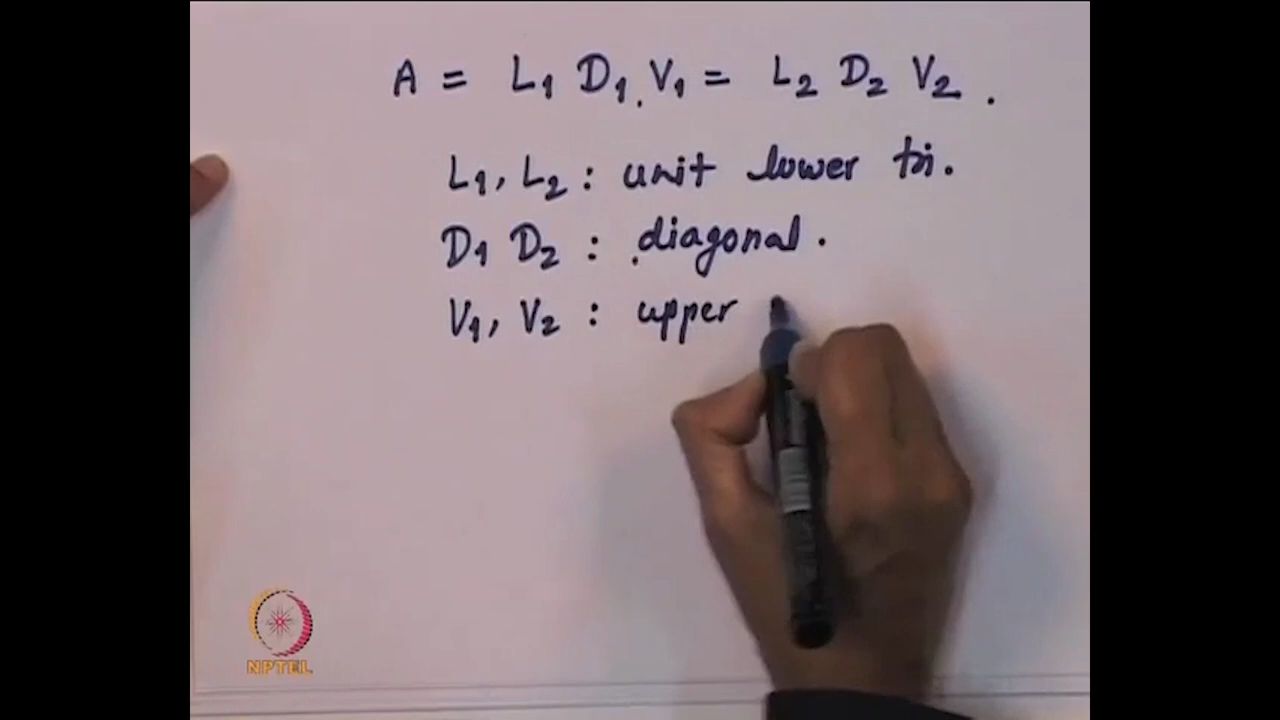 A = L1 D1 V1 = L2 D2 V2 .
L1, L2 : unit lower tri.
D1 D2 : diagonal .
V1, V2 : upper
NPTEL